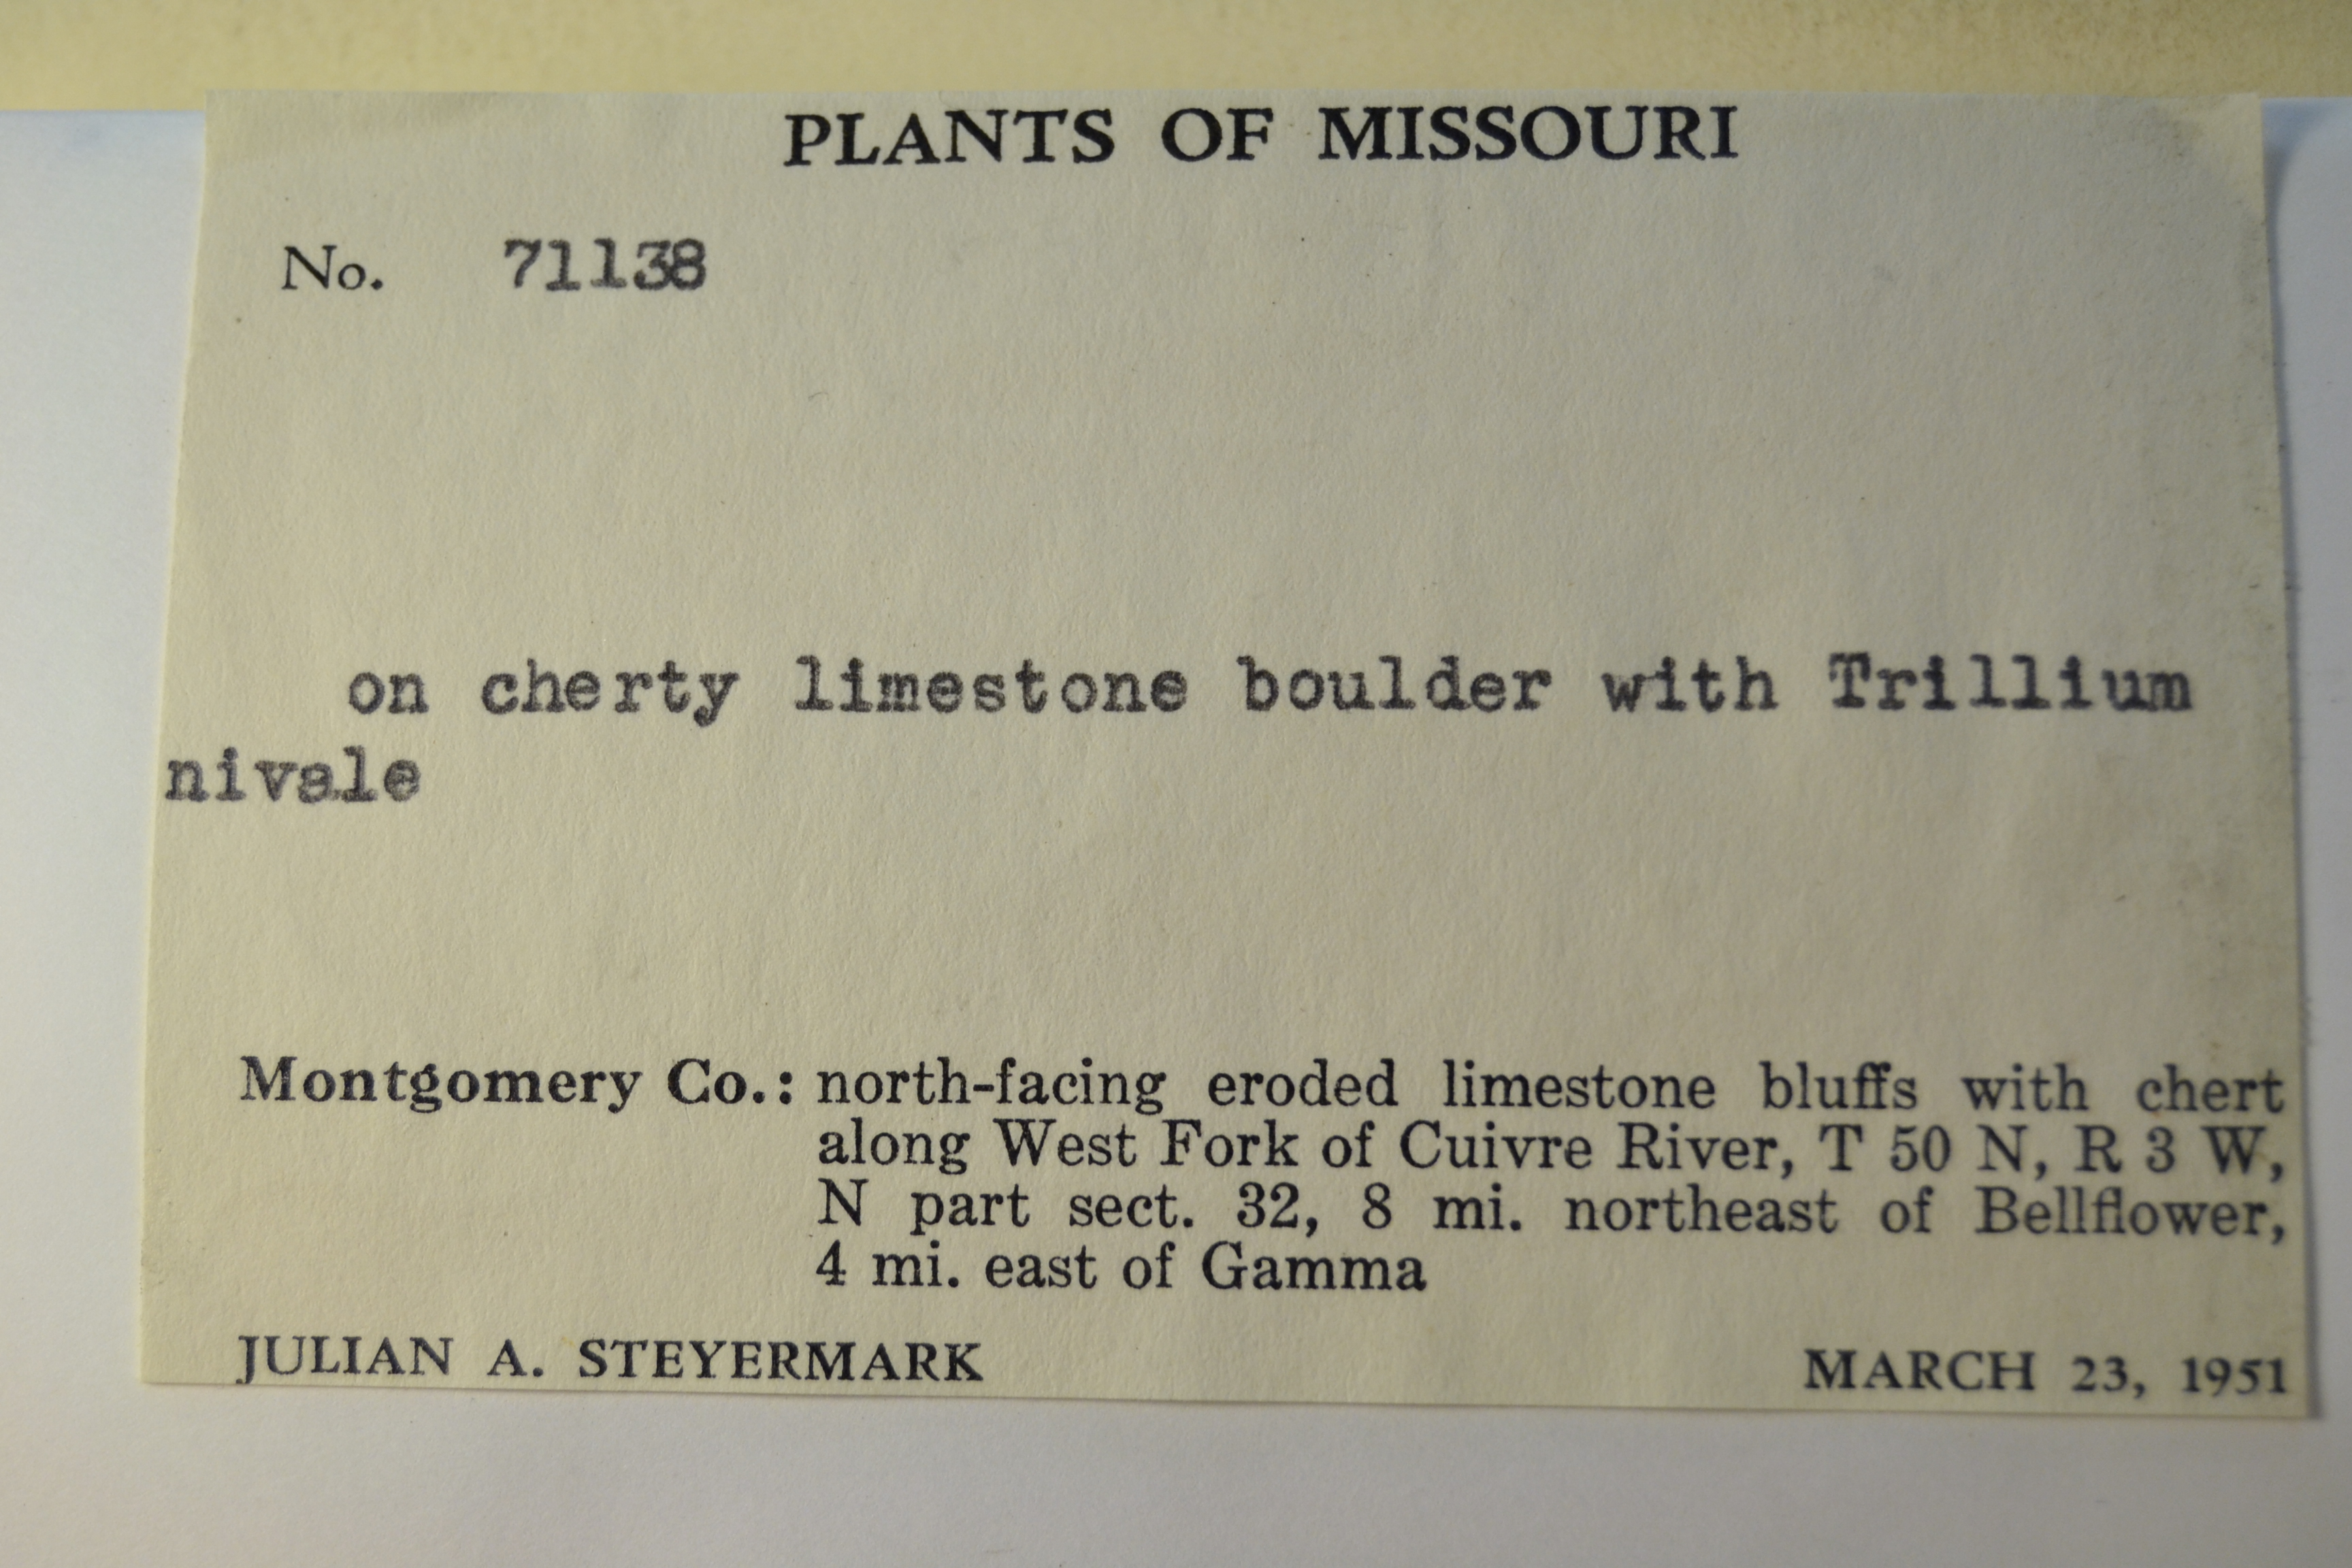 PLANTS OF MISSOURI
No. 71138
on cherty limestone boulder with Trillium
nivale
Montgomery Co.: north-facing eroded limestone bluffs with chert
along West Fork of Cuivre River, T 50 N, R 3 W,
N part sect. 32, 8 mi. northeast of Bellflower,
4 mi. east of Gamma
JULIAN A. STEYERMARK MARCH 23, 1951